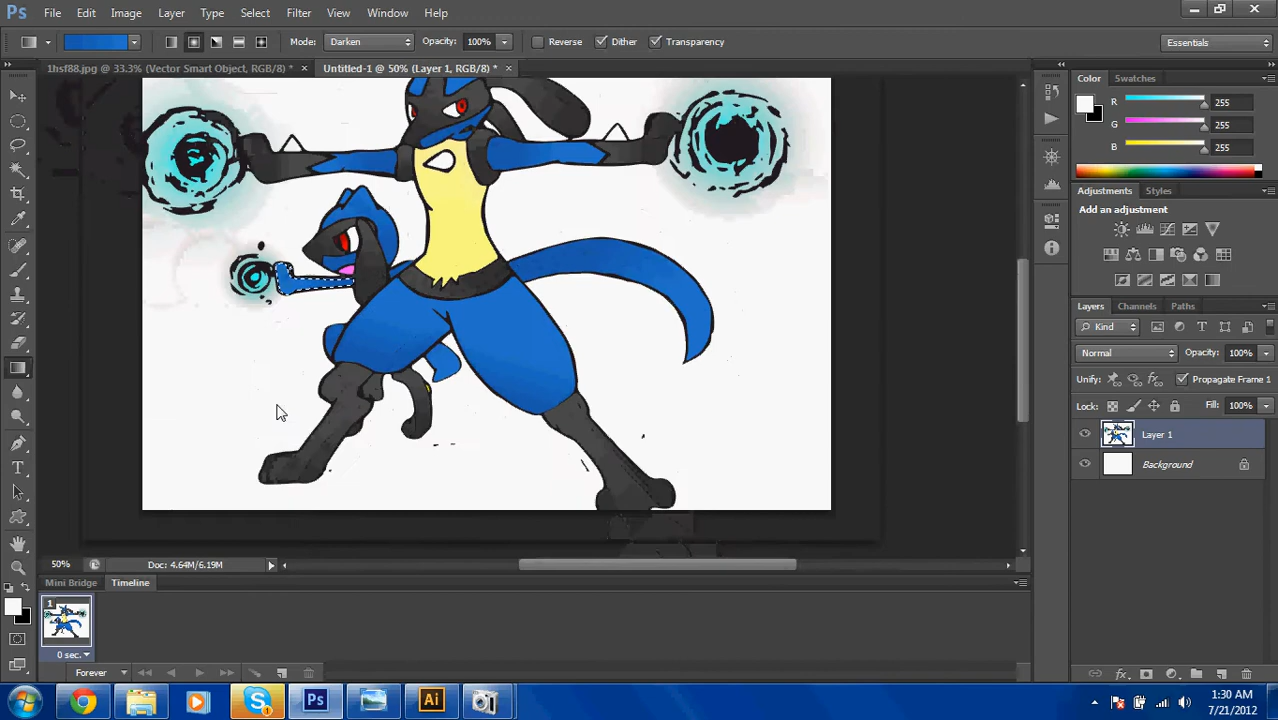 Ps File Edit Image Layer Type Select Filter View Window Help
Mode: Darken Opacity: 100% Reverse Dither Transparency Essentials
1hsf88.jpg @ 33.3% (Vector Smart Object, RGB/8) * × Untitled-1 @ 50% (Layer 1, RGB/8) * ×
Color Swatches
R 255
G 255
B 255
Adjustments Styles
Add an adjustment
Layers Channels Paths
Kind
Normal Opacity: 100%
Unify: Propagate Frame 1
Lock: Fill: 100%
Layer 1
Background
50% Doc: 4.64M/6.19M
Mini Bridge Timeline
1
0 sec.
Forever
Ps Ai
1:30 AM
7/21/2012